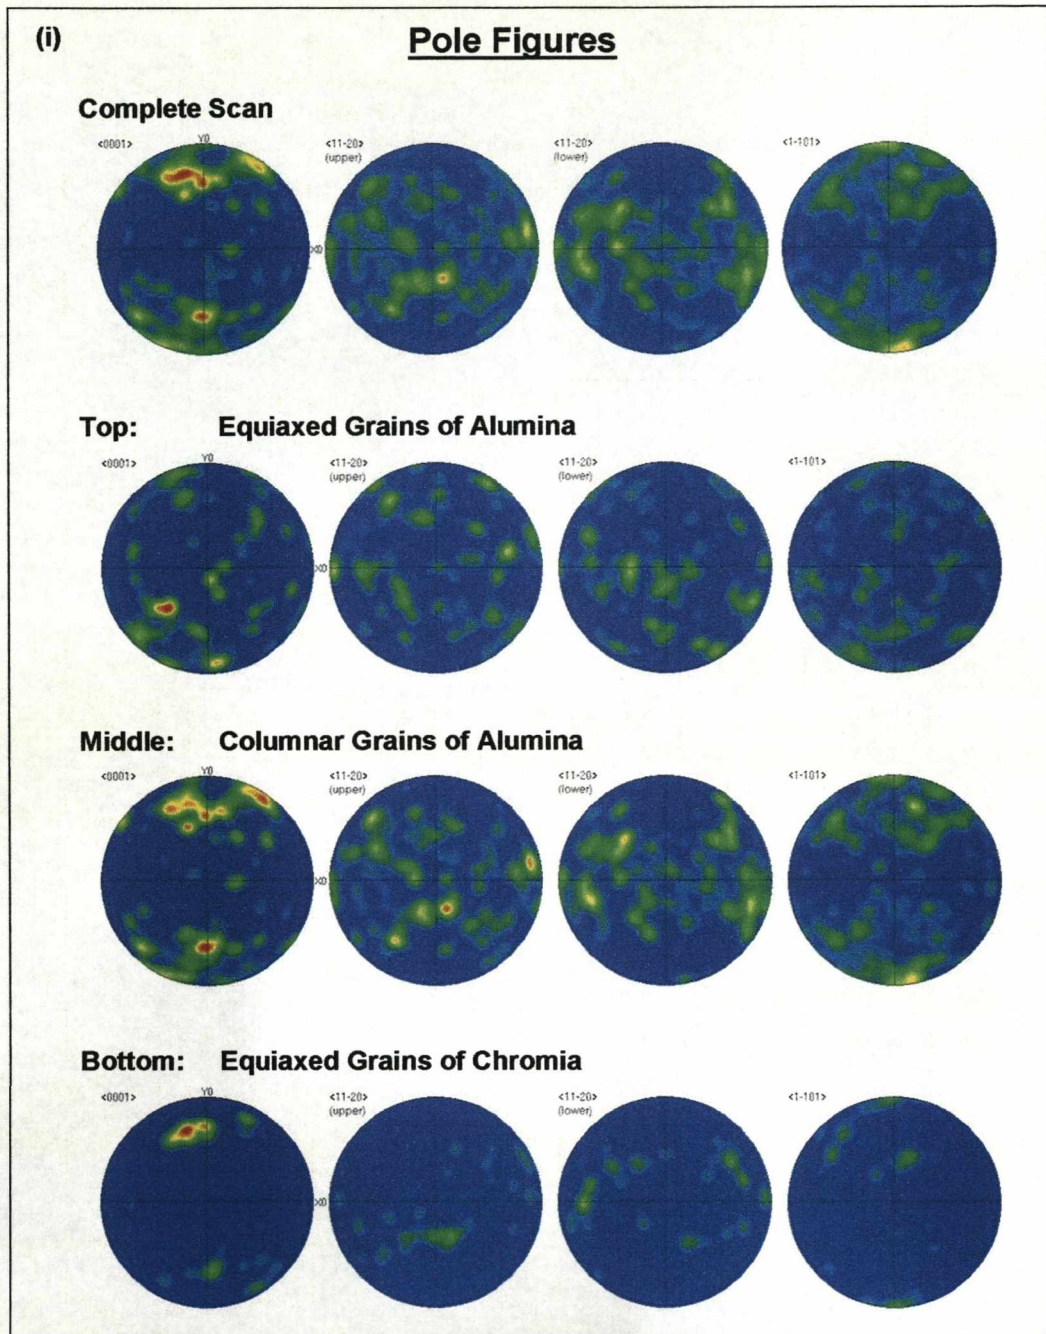 (i)
Pole Figures
Complete Scan
<0001>
Y0
<11-20>
(upper)
<11-20>
(lower)
<1-101>
X0
Top: Equiaxed Grains of Alumina
<0001>
Y0
<11-20>
(upper)
<11-20>
(lower)
<1-101>
X0
Middle: Columnar Grains of Alumina
<0001>
Y0
<11-20>
(upper)
<11-20>
(lower)
<1-101>
X0
Bottom: Equiaxed Grains of Chromia
<0001>
Y0
<11-20>
(upper)
<11-20>
(lower)
<1-101>
X0